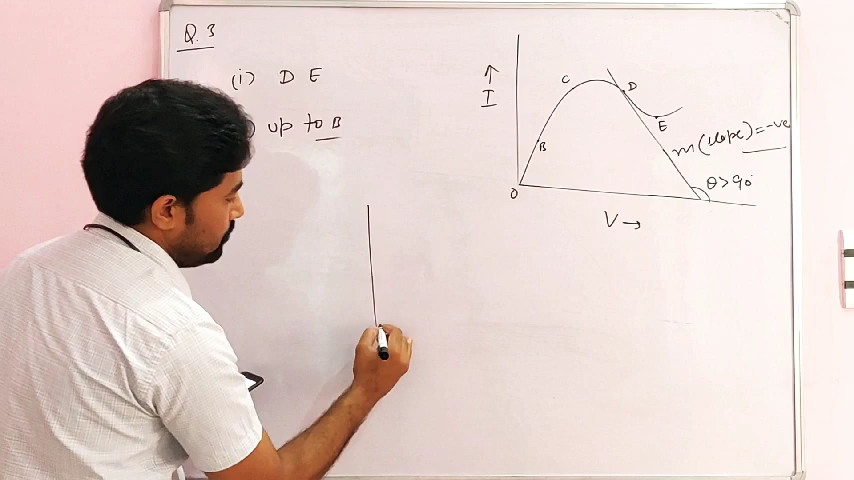 Q. 3
(i) D E
) up to B
↑
I
C
D
E
B
m(slope) = -ve
θ > 90°
O
V →